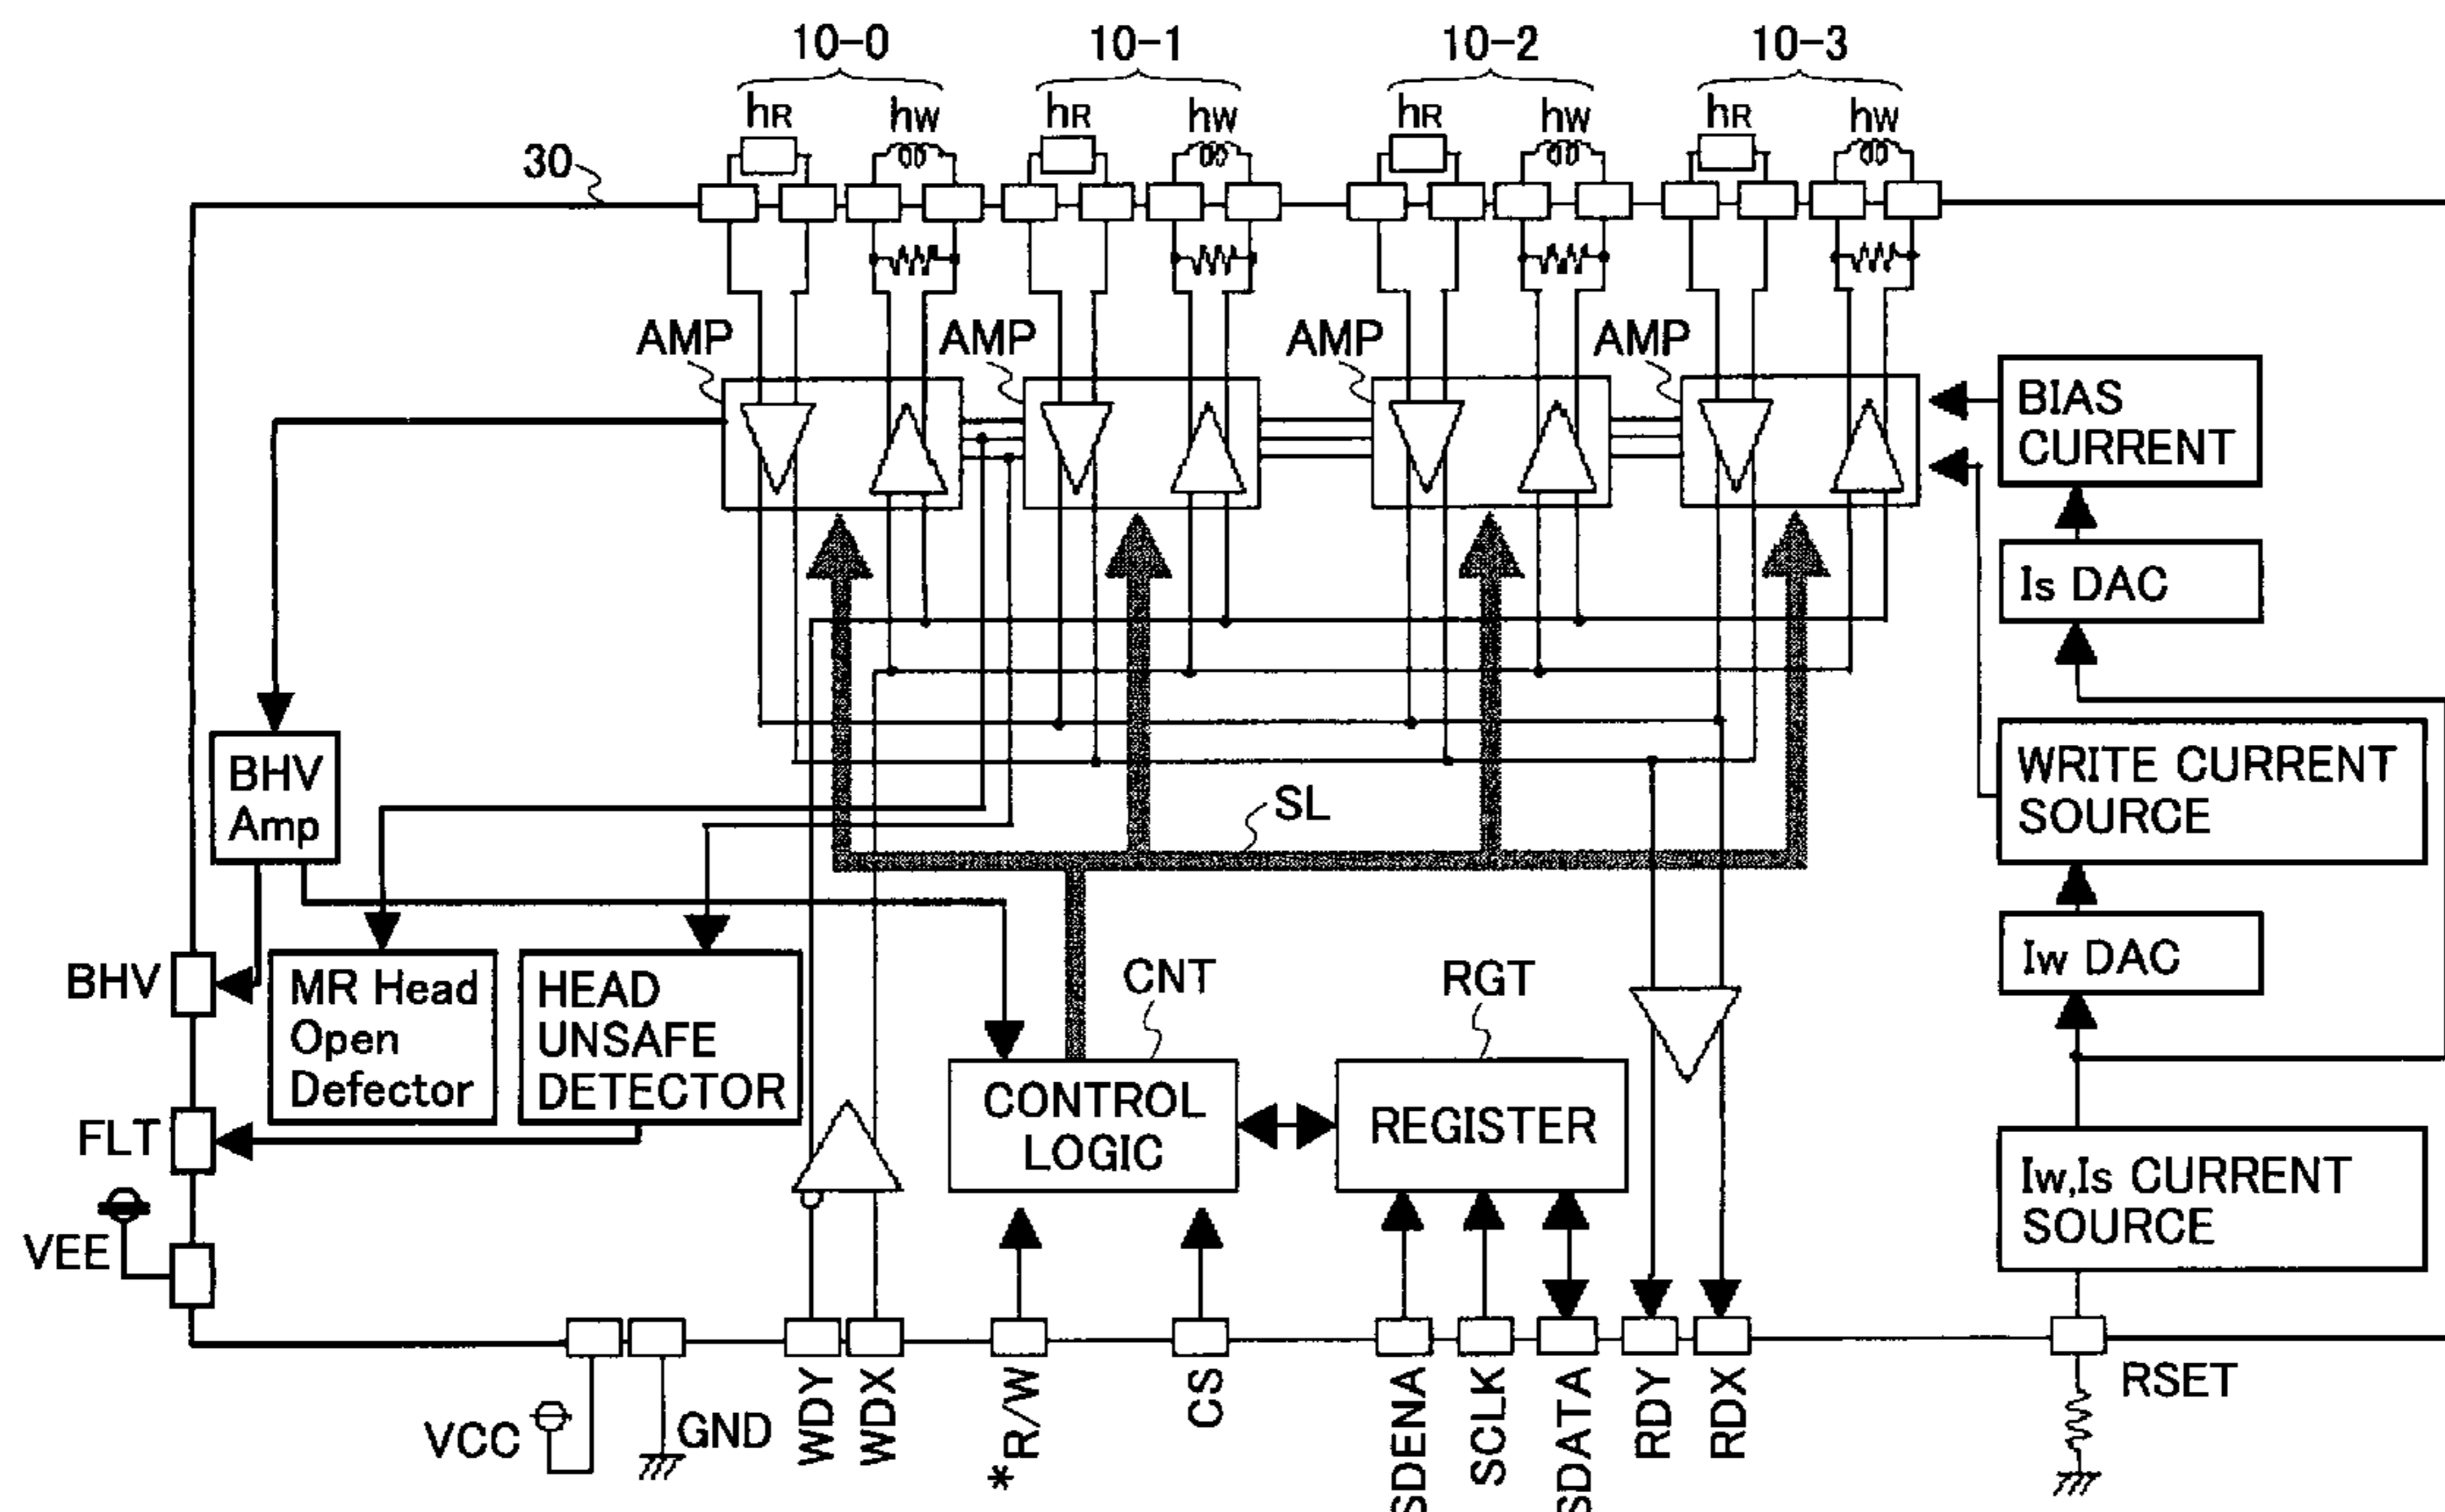 10-0 10-1 10-2 10-3
hR hW hR hW hR hW hR hW
30
AMP AMP AMP AMP
BIAS
CURRENT
Is DAC
WRITE CURRENT
SOURCE
BHV
Amp
SL
Iw DAC
BHV
MR Head
Open
Defector
HEAD
UNSAFE
DETECTOR
CNT
RGT
CONTROL
LOGIC
REGISTER
FLT
Iw,Is CURRENT
SOURCE
VEE
VCC
GND
WDY
WDX
*R/W
CS
SDENA
SCLK
SDATA
RDY
RDX
RSET